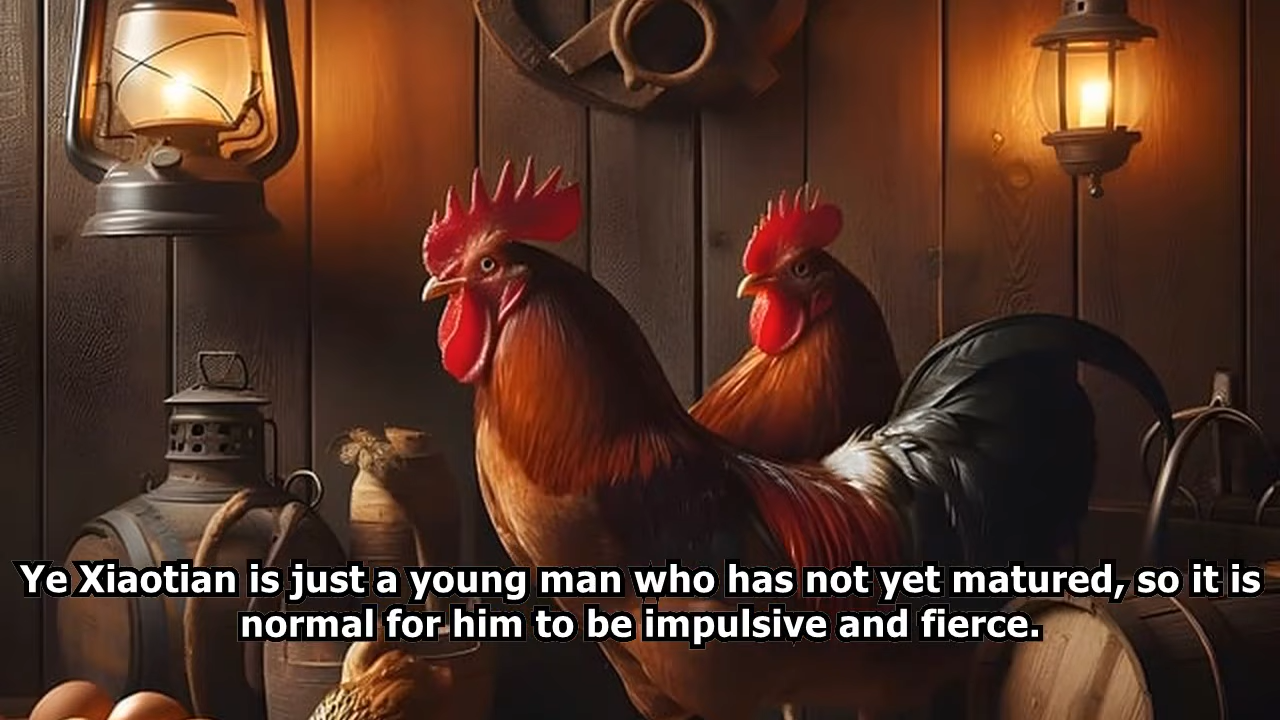 Ye Xiaotian is just a young man who has not yet matured, so it is
normal for him to be impulsive and fierce.